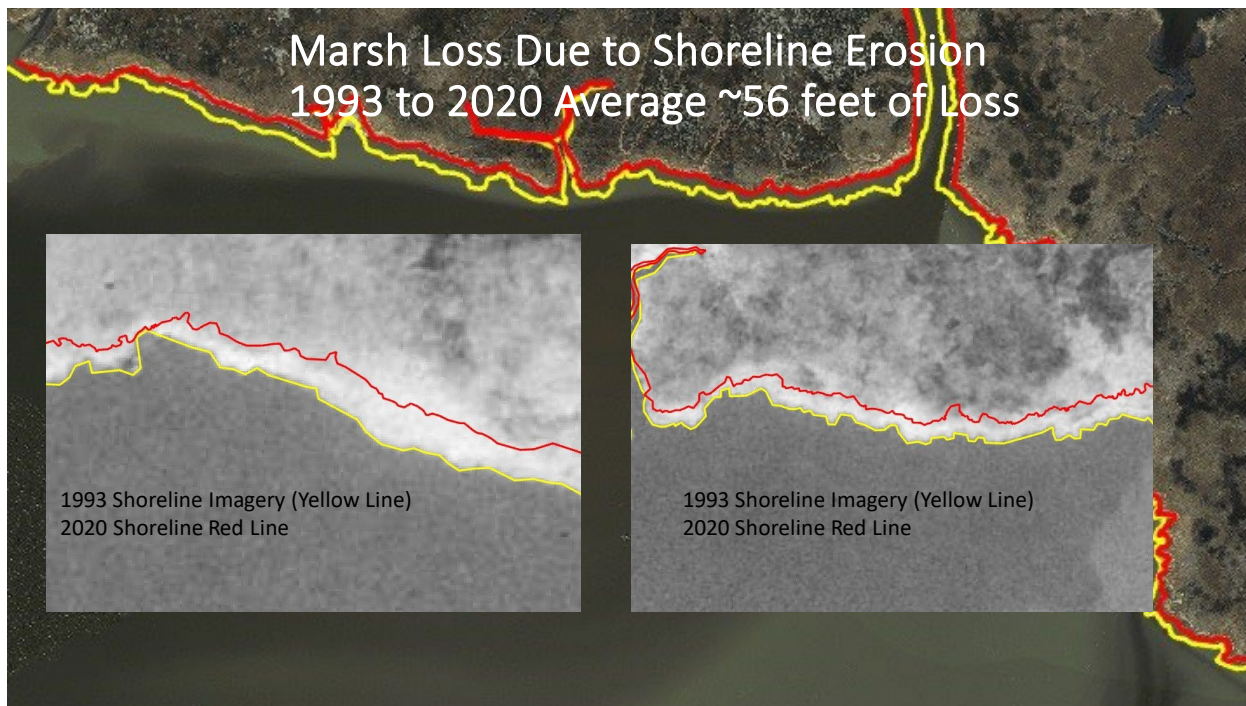 Marsh Loss Due to Shoreline Erosion
1993 to 2020 Average ~56 feet of Loss
1993 Shoreline Imagery (Yellow Line)
2020 Shoreline Red Line
1993 Shoreline Imagery (Yellow Line)
2020 Shoreline Red Line